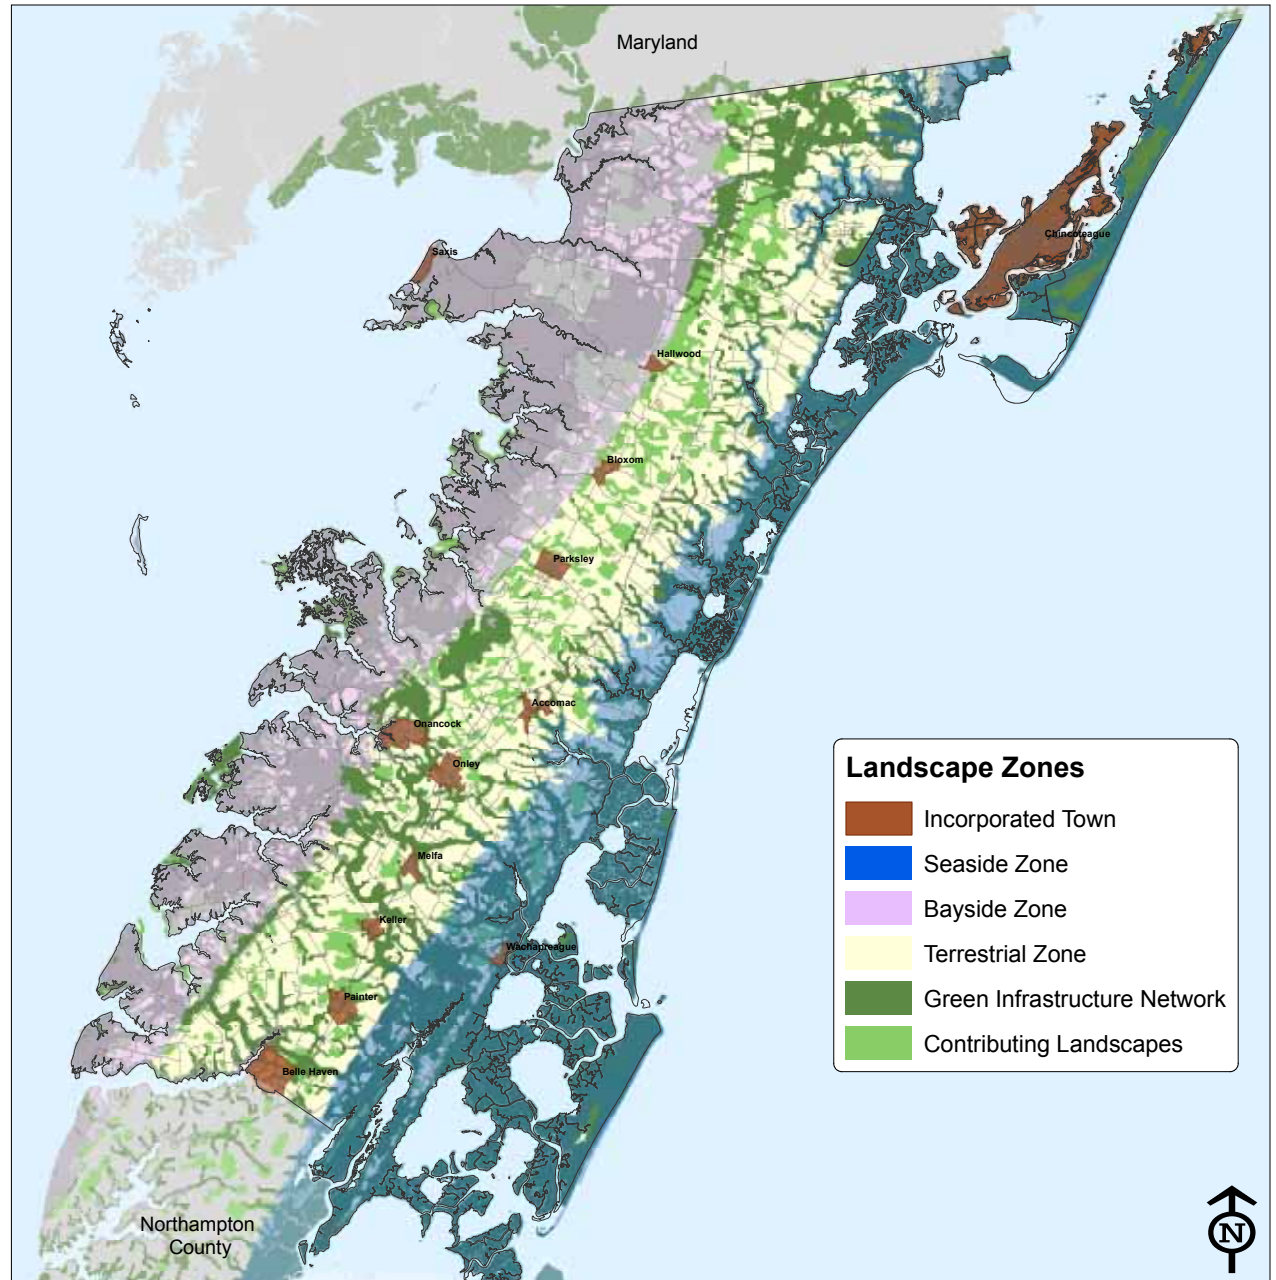 Maryland
Chincoteague
Saxis
Hallwood
Bloxom
Parksley
Accomac
Onancock
Onley
Melfa
Keller
Wachapreague
Painter
Belle Haven
Northampton
County
Landscape Zones
Incorporated Town
Seaside Zone
Bayside Zone
Terrestrial Zone
Green Infrastructure Network
Contributing Landscapes
N